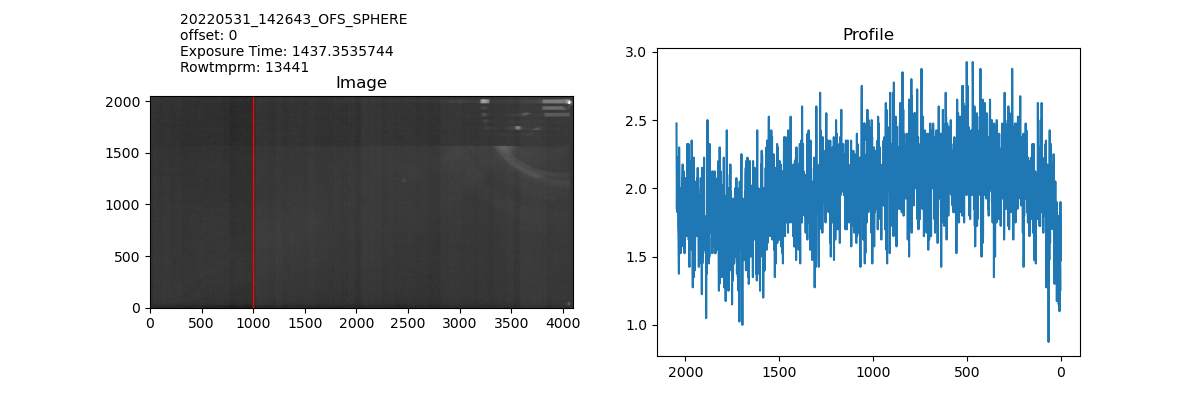 20220531_142643_OFS_SPHERE
offset: 0
Exposure Time: 1437.3535744
Rowtmprm: 13441
Image
2000
1500
1000
500
0
0 500 1000 1500 2000 2500 3000 3500 4000
Profile
3.0
2.5
2.0
1.5
1.0
2000 1500 1000 500 0